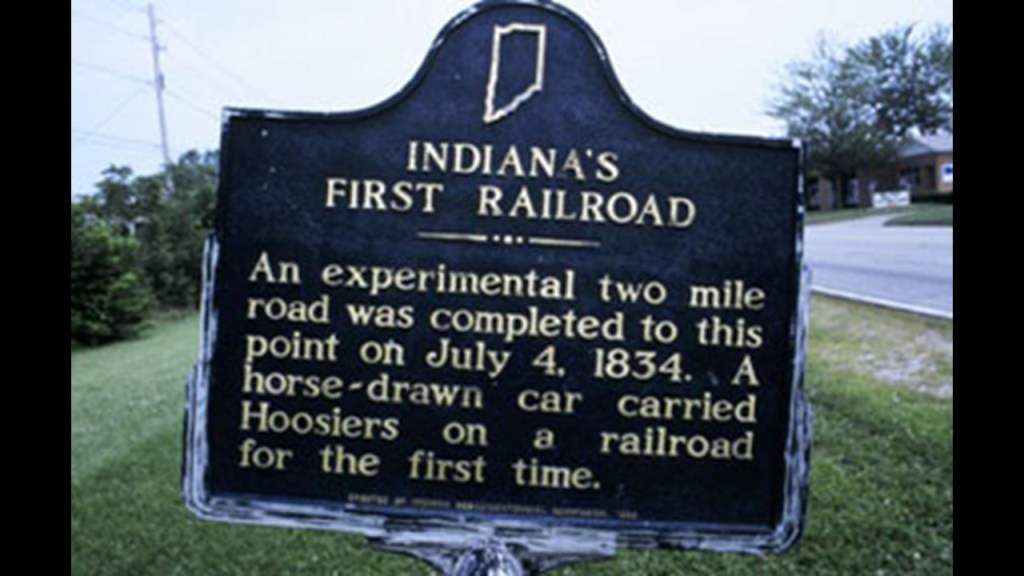 INDIANA'S
FIRST RAILROAD
An experimental two mile
road was completed to this
point on July 4, 1834. A
horse-drawn car carried
Hoosiers on a railroad
for the first time.